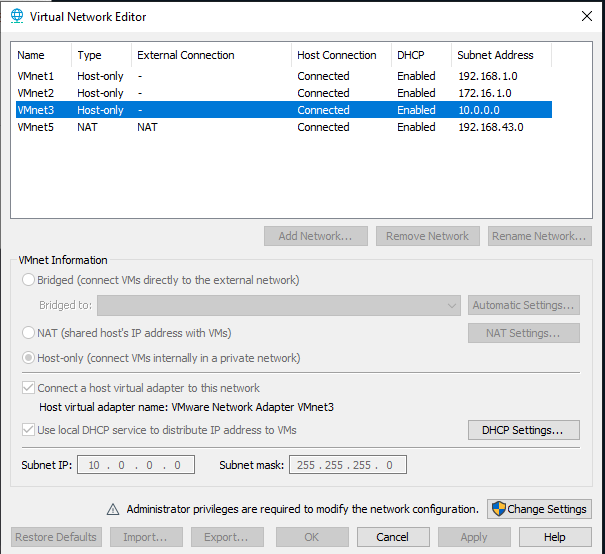 Virtual Network Editor
Name Type External Connection Host Connection DHCP Subnet Address
VMnet1 Host-only - Connected Enabled 192.168.1.0
VMnet2 Host-only - Connected Enabled 172.16.1.0
VMnet3 Host-only - Connected Enabled 10.0.0.0
VMnet5 NAT NAT Connected Enabled 192.168.43.0
Add Network... Remove Network Rename Network...
VMnet Information
Bridged (connect VMs directly to the external network)
Bridged to: Automatic Settings...
NAT (shared host's IP address with VMs) NAT Settings...
Host-only (connect VMs internally in a private network)
Connect a host virtual adapter to this network
Host virtual adapter name: VMware Network Adapter VMnet3
Use local DHCP service to distribute IP address to VMs DHCP Settings...
Subnet IP: 10 . 0 . 0 . 0 Subnet mask: 255 . 255 . 255 . 0
Administrator privileges are required to modify the network configuration. Change Settings
Restore Defaults Import... Export... OK Cancel Apply Help